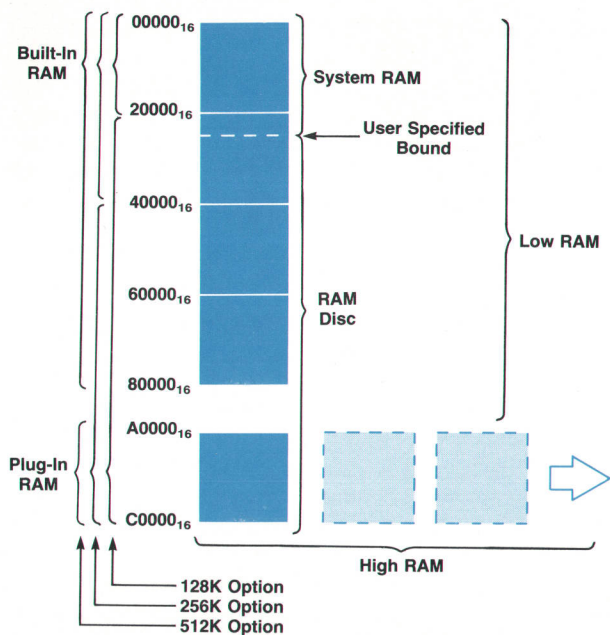 00000₁₆
Built-In
RAM
System RAM
20000₁₆
User Specified
Bound
40000₁₆
Low RAM
60000₁₆
RAM
Disc
80000₁₆
A0000₁₆
Plug-In
RAM
C0000₁₆
High RAM
128K Option
256K Option
512K Option